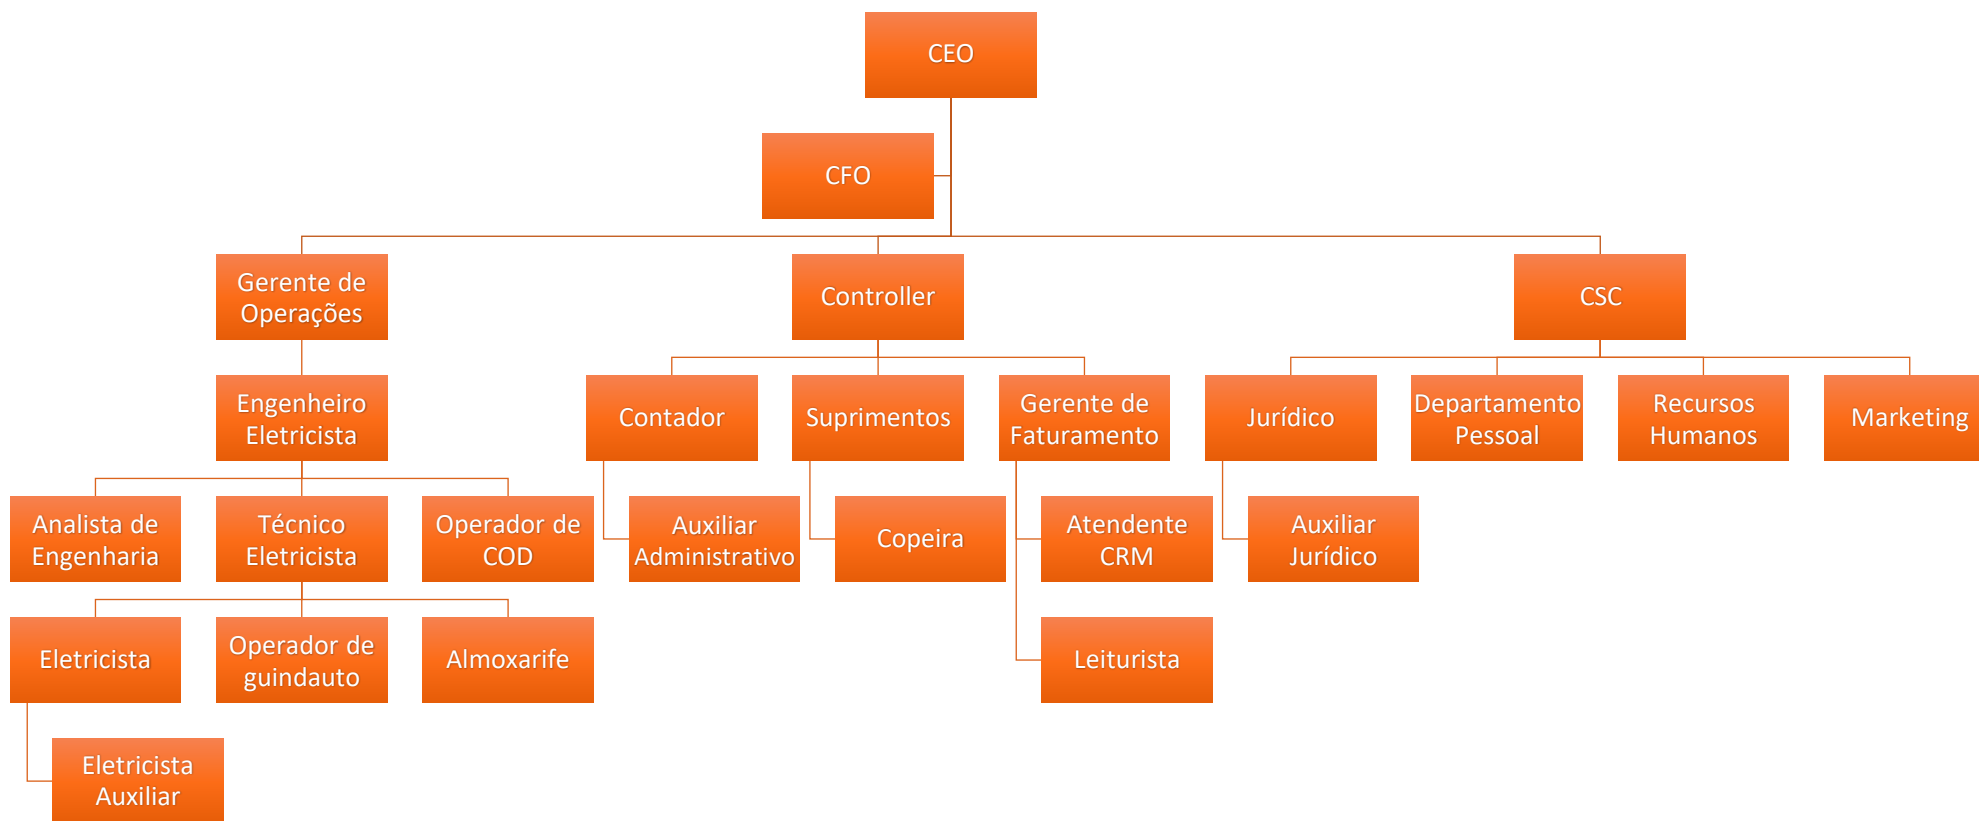 CEO
CFO
Gerente de
Operações
Controller
CSC
Engenheiro
Eletricista
Contador
Suprimentos
Gerente de
Faturamento
Jurídico
Departamento
Pessoal
Recursos
Humanos
Marketing
Analista de
Engenharia
Técnico
Eletricista
Operador de
COD
Auxiliar
Administrativo
Copeira
Atendente
CRM
Auxiliar
Jurídico
Eletricista
Operador de
guindauto
Almoxarife
Leiturista
Eletricista
Auxiliar